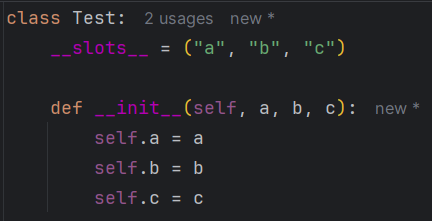 class Test:  2 usages  new *
    __slots__ = ("a", "b", "c")

    def __init__(self, a, b, c):  new *
        self.a = a
        self.b = b
        self.c = c